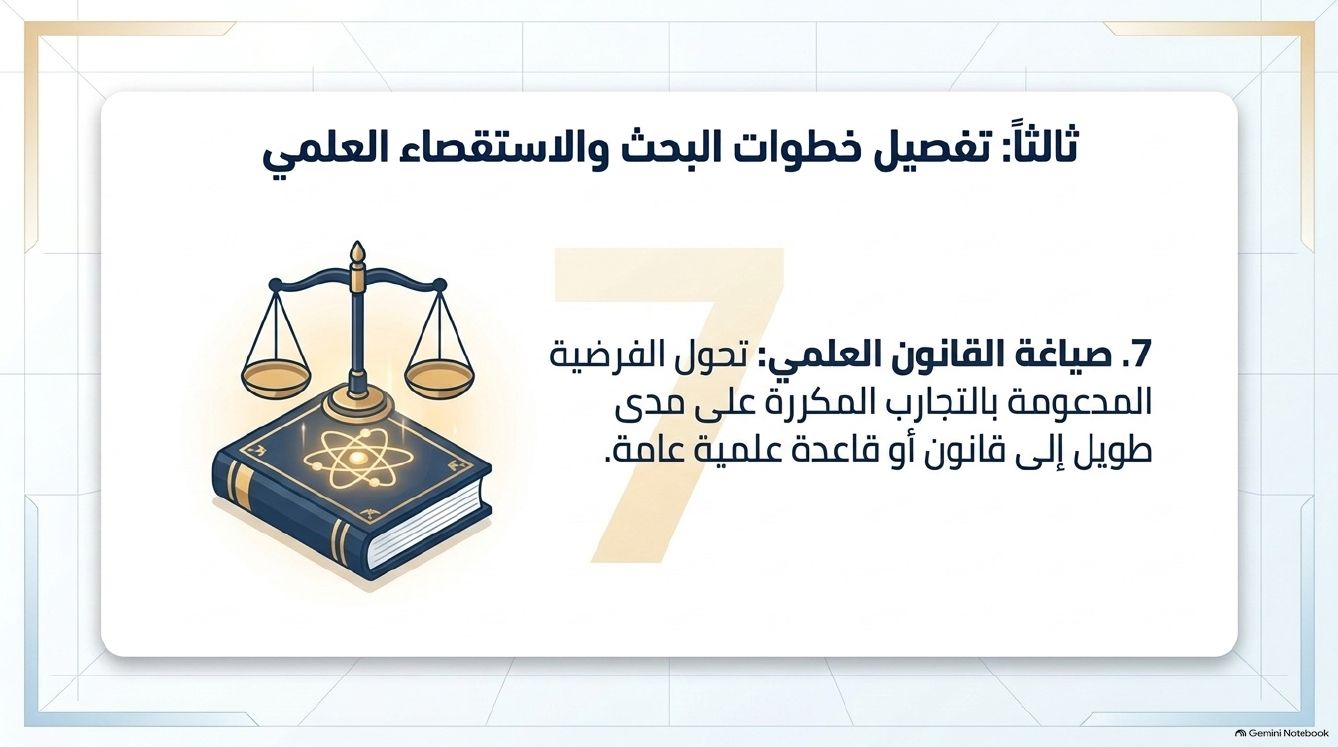 ثالثاً: تفصيل خطوات البحث والاستقصاء العلمي
7
7. صياغة القانون العلمي: تحول الفرضية
المدعومة بالتجارب المكررة على مدى
طويل إلى قانون أو قاعدة علمية عامة.
Gemini Notebook